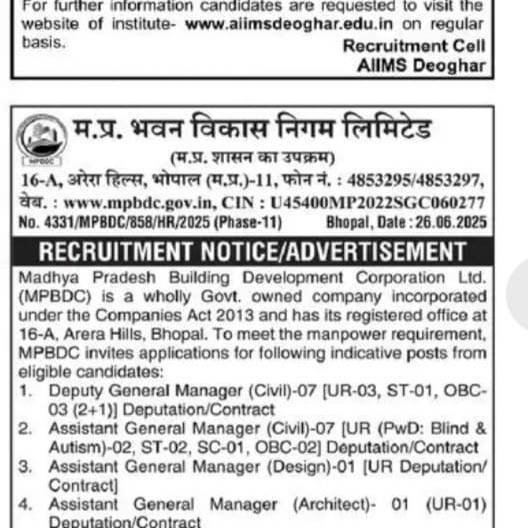 For further information candidates are requested to visit the
website of institute- www.aiimsdeoghar.edu.in on regular
basis.
Recruitment Cell
AIIMS Deoghar
MPBDC
म.प्र. भवन विकास निगम लिमिटेड
(म.प्र. शासन का उपक्रम)
16-A, अरेरा हिल्स, भोपाल (म.प्र.)-11, फोन नं. : 4853295/4853297,
वेब. : www.mpbdc.gov.in, CIN : U45400MP2022SGC060277
No. 4331/MPBDC/858/HR/2025 (Phase-11) Bhopal, Date : 26.06.2025
RECRUITMENT NOTICE/ADVERTISEMENT
Madhya Pradesh Building Development Corporation Ltd.
(MPBDC) is a wholly Govt. owned company incorporated
under the Companies Act 2013 and has its registered office at
16-A, Arera Hills, Bhopal. To meet the manpower requirement,
MPBDC invites applications for following indicative posts from
eligible candidates:
1. Deputy General Manager (Civil)-07 [UR-03, ST-01, OBC-
03 (2+1)] Deputation/Contract
2. Assistant General Manager (Civil)-07 [UR (PwD: Blind &
Autism)-02, ST-02, SC-01, OBC-02] Deputation/Contract
3. Assistant General Manager (Design)-01 [UR Deputation/
Contract]
4. Assistant General Manager (Architect)- 01 (UR-01)
Deputation/Contract